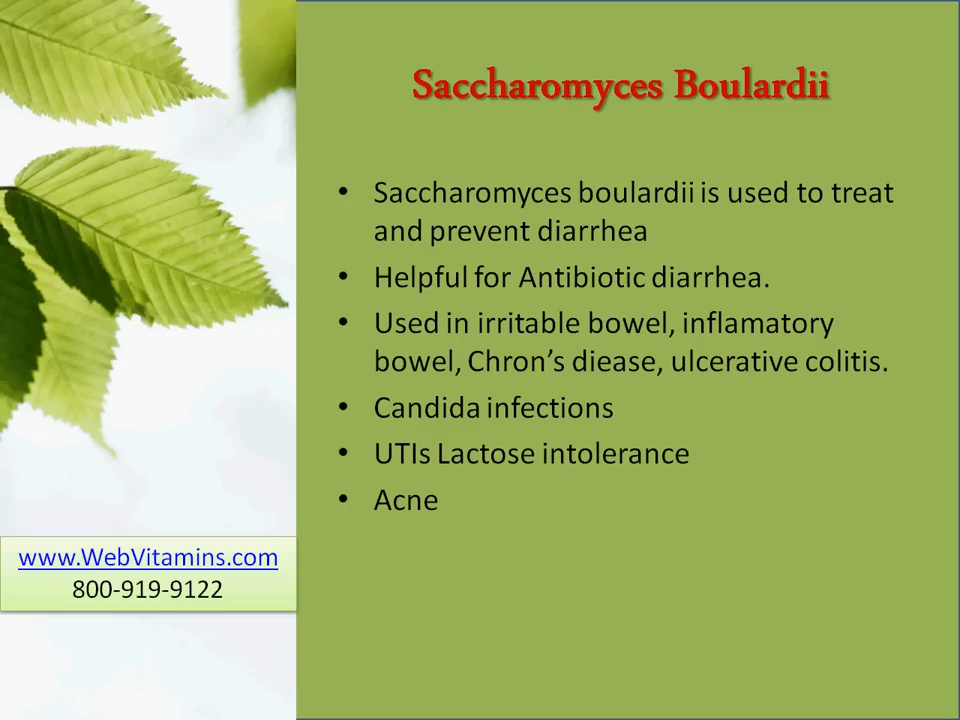 Saccharomyces Boulardii
• Saccharomyces boulardii is used to treat
and prevent diarrhea
• Helpful for Antibiotic diarrhea.
• Used in irritable bowel, inflamatory
bowel, Chron’s diease, ulcerative colitis.
• Candida infections
• UTIs Lactose intolerance
• Acne
www.WebVitamins.com
800-919-9122